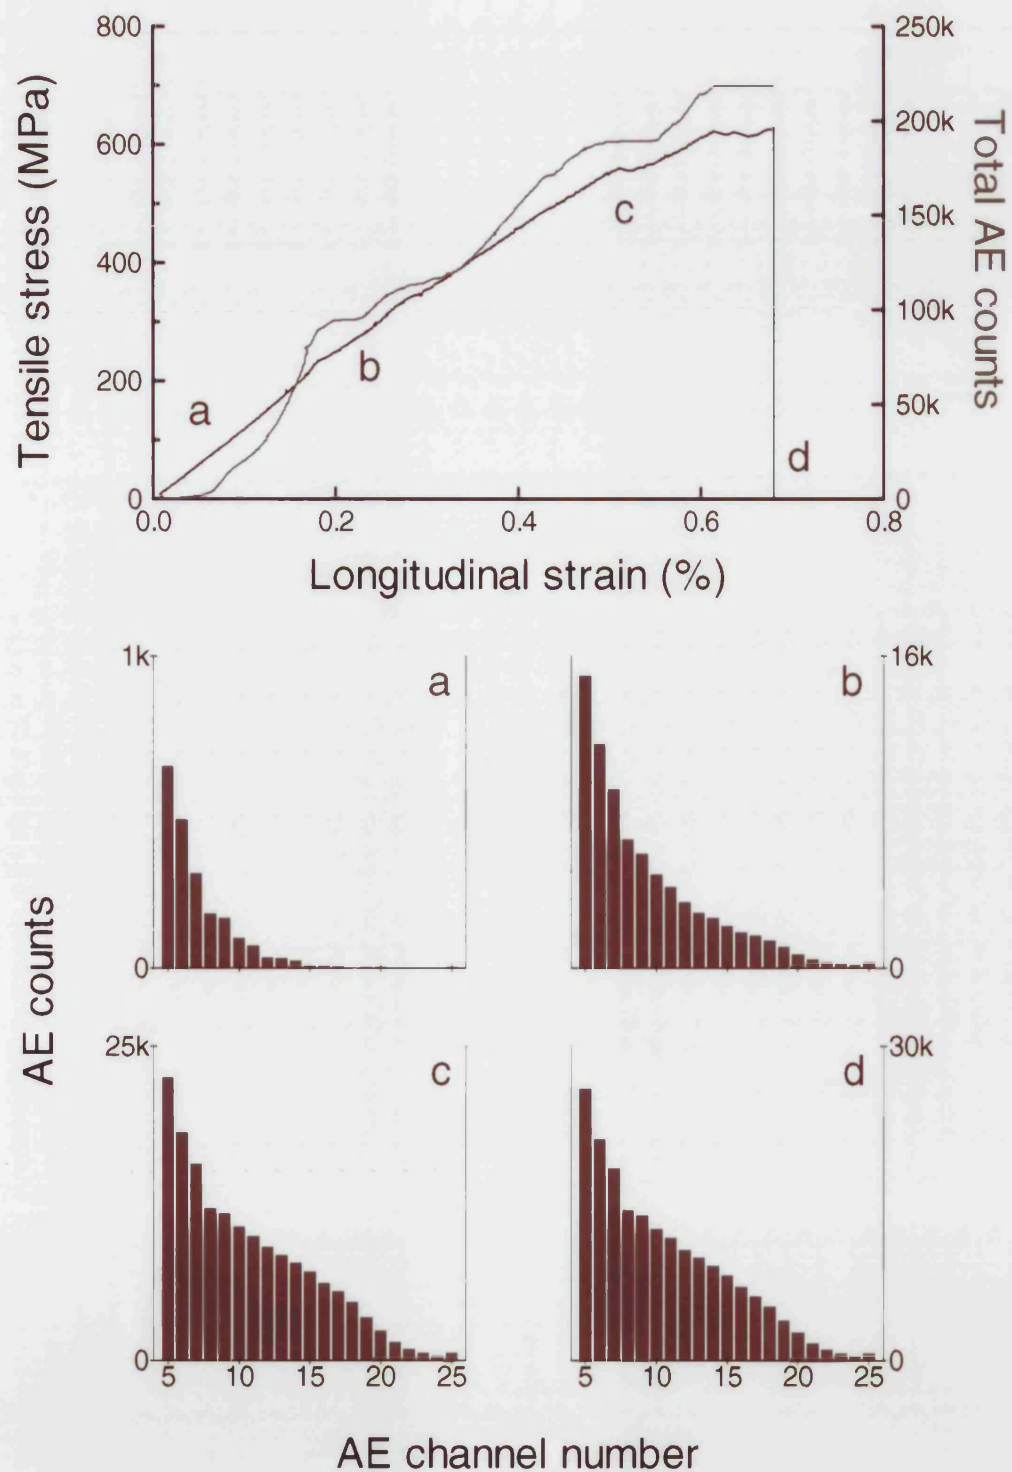 800
600
400
200
0
Tensile stress (MPa)
250k
200k
150k
100k
50k
0
Total AE counts
a
b
c
d
0.0 0.2 0.4 0.6 0.8
Longitudinal strain (%)
1k
0
a
b
16k
0
AE counts
25k
0
c
d
30k
0
5 10 15 20 25
5 10 15 20 25
AE channel number